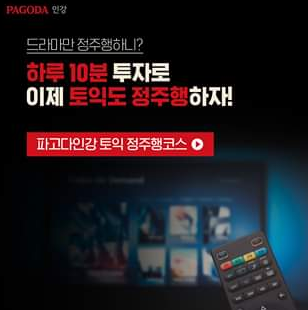 PAGODA 인강
드라마만 정주행하니?
하루 10분 투자로
이제 토익도 정주행하자!
파고다인강 토익 정주행코스